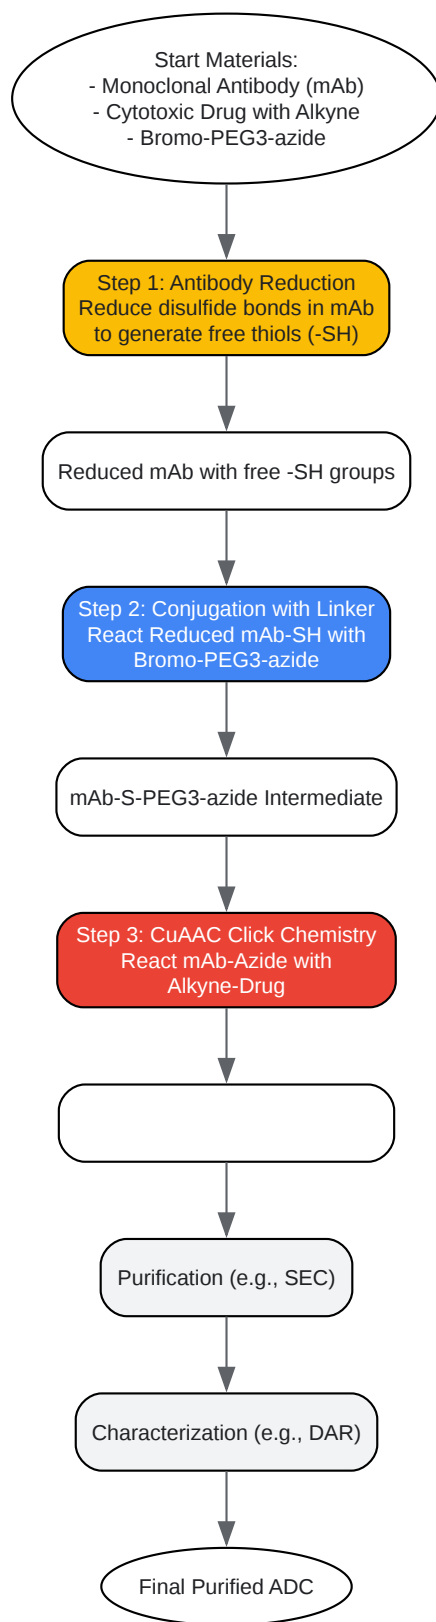 Start Materials:
- Monoclonal Antibody (mAb)
- Cytotoxic Drug with Alkyne
- Bromo-PEG3-azide
Step 1: Antibody Reduction
Reduce disulfide bonds in mAb
to generate free thiols (-SH)
Reduced mAb with free -SH groups
Step 2: Conjugation with Linker
React Reduced mAb-SH with
Bromo-PEG3-azide
mAb-S-PEG3-azide Intermediate
Step 3: CuAAC Click Chemistry
React mAb-Azide with
Alkyne-Drug
Purification (e.g., SEC)
Characterization (e.g., DAR)
Final Purified ADC